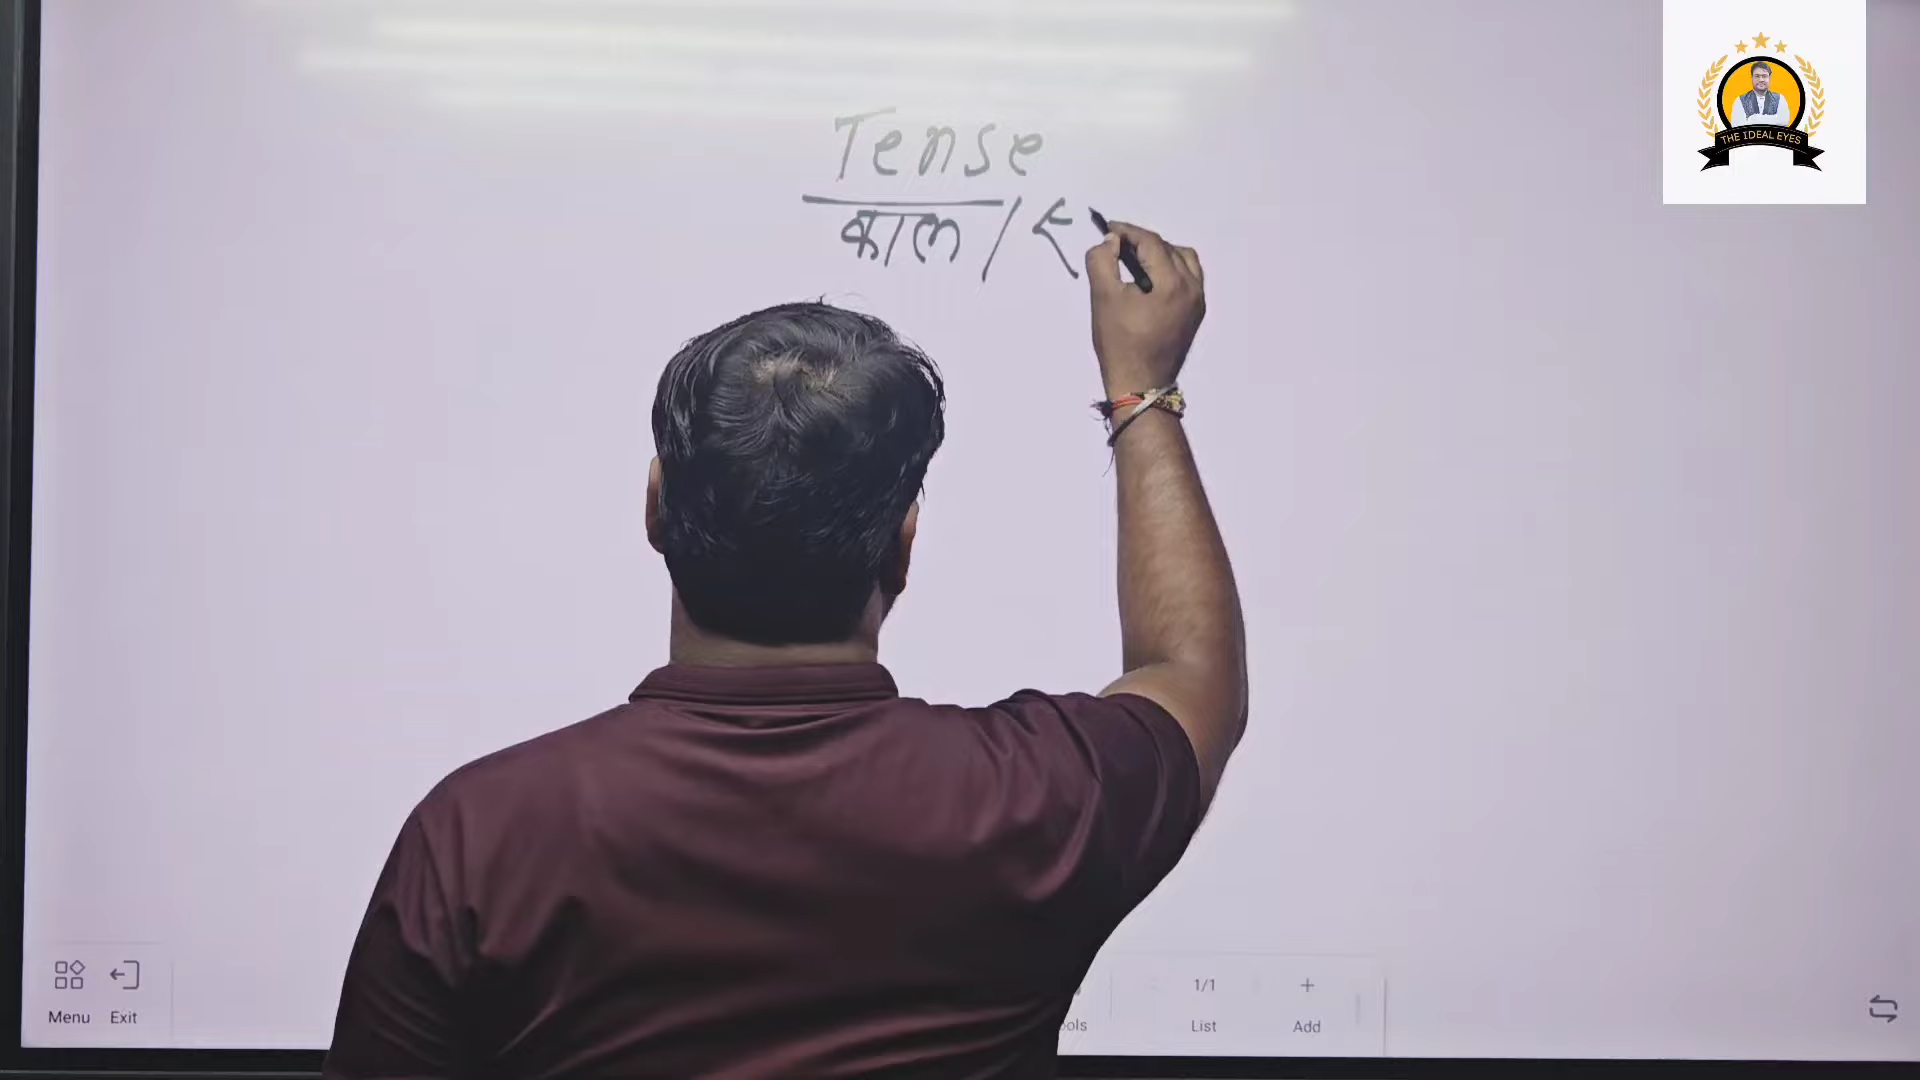 Tense
काल / स
THE IDEAL EYES
Menu
Exit
1/1
List
Add